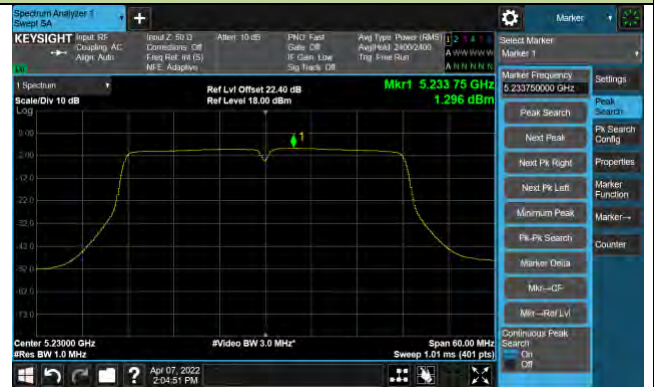 Spectrum Analyzer 1
Swept SA
+
Marker
KEYSIGHT
Input: RF
Coupling: AC
Align: Auto
Input Z: 50 Ω
Corrections: Off
Freq Ref: Int (S)
NFE: Adaptive
Atten: 10 dB
PNO: Fast
Gate: Off
IF Gain: Low
Sig Track: Off
Avg Type: Power (RMS)
Avg|Hold: 2400/2400
Trig: Free Run
1 2 3 4 5 6
A W W W W W
A N N N N N
Select Marker
Marker 1
1 Spectrum
Scale/Div 10 dB
Log
Ref Lvl Offset 22.40 dB
Ref Level 18.00 dBm
Mkr1 5.233 75 GHz
1.296 dBm
1
8.00
-2.00
-12.0
-22.0
-32.0
-42.0
-52.0
-62.0
-72.0
Center 5.23000 GHz
#Res BW 1.0 MHz
#Video BW 3.0 MHz*
Span 60.00 MHz
Sweep 1.01 ms (401 pts)
Marker Frequency
5.233750000 GHz
Peak Search
Next Peak
Next Pk Right
Next Pk Left
Minimum Peak
Pk-Pk Search
Marker Delta
Mkr→CF
Mkr→Ref Lvl
Continuous Peak
Search
On
Off
Settings
Peak
Search
Pk Search
Config
Properties
Marker
Function
Marker→
Counter
?
Apr 07, 2022
2:04:51 PM